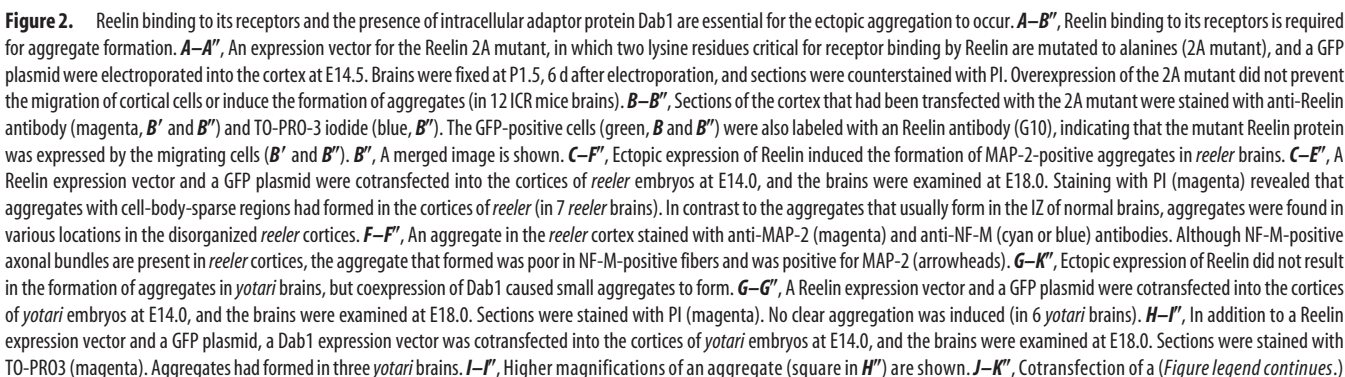 Figure 2. Reelin binding to its receptors and the presence of intracellular adaptor protein Dab1 are essential for the ectopic aggregation to occur. A–B″, Reelin binding to its receptors is required
for aggregate formation. A–A″, An expression vector for the Reelin 2A mutant, in which two lysine residues critical for receptor binding by Reelin are mutated to alanines (2A mutant), and a GFP
plasmid were electroporated into the cortex at E14.5. Brains were fixed at P1.5, 6 d after electroporation, and sections were counterstained with PI. Overexpression of the 2A mutant did not prevent
the migration of cortical cells or induce the formation of aggregates (in 12 ICR mice brains). B–B″, Sections of the cortex that had been transfected with the 2A mutant were stained with anti-Reelin
antibody (magenta, B′ and B″) and TO-PRO-3 iodide (blue, B″). The GFP-positive cells (green, B and B″) were also labeled with an Reelin antibody (G10), indicating that the mutant Reelin protein
was expressed by the migrating cells (B′ and B″). B″, A merged image is shown. C–F″, Ectopic expression of Reelin induced the formation of MAP-2-positive aggregates in reeler brains. C–E″, A
Reelin expression vector and a GFP plasmid were cotransfected into the cortices of reeler embryos at E14.0, and the brains were examined at E18.0. Staining with PI (magenta) revealed that
aggregates with cell-body-sparse regions had formed in the cortices of reeler (in 7 reeler brains). In contrast to the aggregates that usually form in the IZ of normal brains, aggregates were found in
various locations in the disorganized reeler cortices. F–F″, An aggregate in the reeler cortex stained with anti-MAP-2 (magenta) and anti-NF-M (cyan or blue) antibodies. Although NF-M-positive
axonal bundles are present in reeler cortices, the aggregate that formed was poor in NF-M-positive fibers and was positive for MAP-2 (arrowheads). G–K″, Ectopic expression of Reelin did not result
in the formation of aggregates in yotari brains, but coexpression of Dab1 caused small aggregates to form. G–G″, A Reelin expression vector and a GFP plasmid were cotransfected into the cortices
of yotari embryos at E14.0, and the brains were examined at E18.0. Sections were stained with PI (magenta). No clear aggregation was induced (in 6 yotari brains). H–I″, In addition to a Reelin
expression vector and a GFP plasmid, a Dab1 expression vector was cotransfected into the cortices of yotari embryos at E14.0, and the brains were examined at E18.0. Sections were stained with
TO-PRO3 (magenta). Aggregates had formed in three yotari brains. I–I″, Higher magnifications of an aggregate (square in H″) are shown. J–K″, Cotransfection of a (Figure legend continues.)